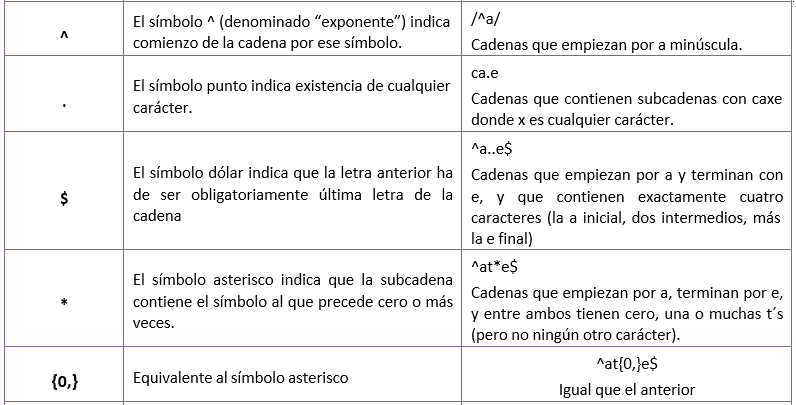 ^
El símbolo ^ (denominado “exponente”) indica
comienzo de la cadena por ese símbolo.
/^a/
Cadenas que empiezan por a minúscula.
.
El símbolo punto indica existencia de cualquier
carácter.
ca.e
Cadenas que contienen subcadenas con caxe
donde x es cualquier carácter.
$
El símbolo dólar indica que la letra anterior ha
de ser obligatoriamente última letra de la
cadena
^a..e$
Cadenas que empiezan por a y terminan con
e, y que contienen exactamente cuatro
caracteres (la a inicial, dos intermedios, más
la e final)
*
El símbolo asterisco indica que la subcadena
contiene el símbolo al que precede cero o más
veces.
^at*e$
Cadenas que empiezan por a, terminan por e,
y entre ambos tienen cero, una o muchas t´s
(pero no ningún otro carácter).
{0,}
Equivalente al símbolo asterisco
^at{0,}e$
Igual que el anterior